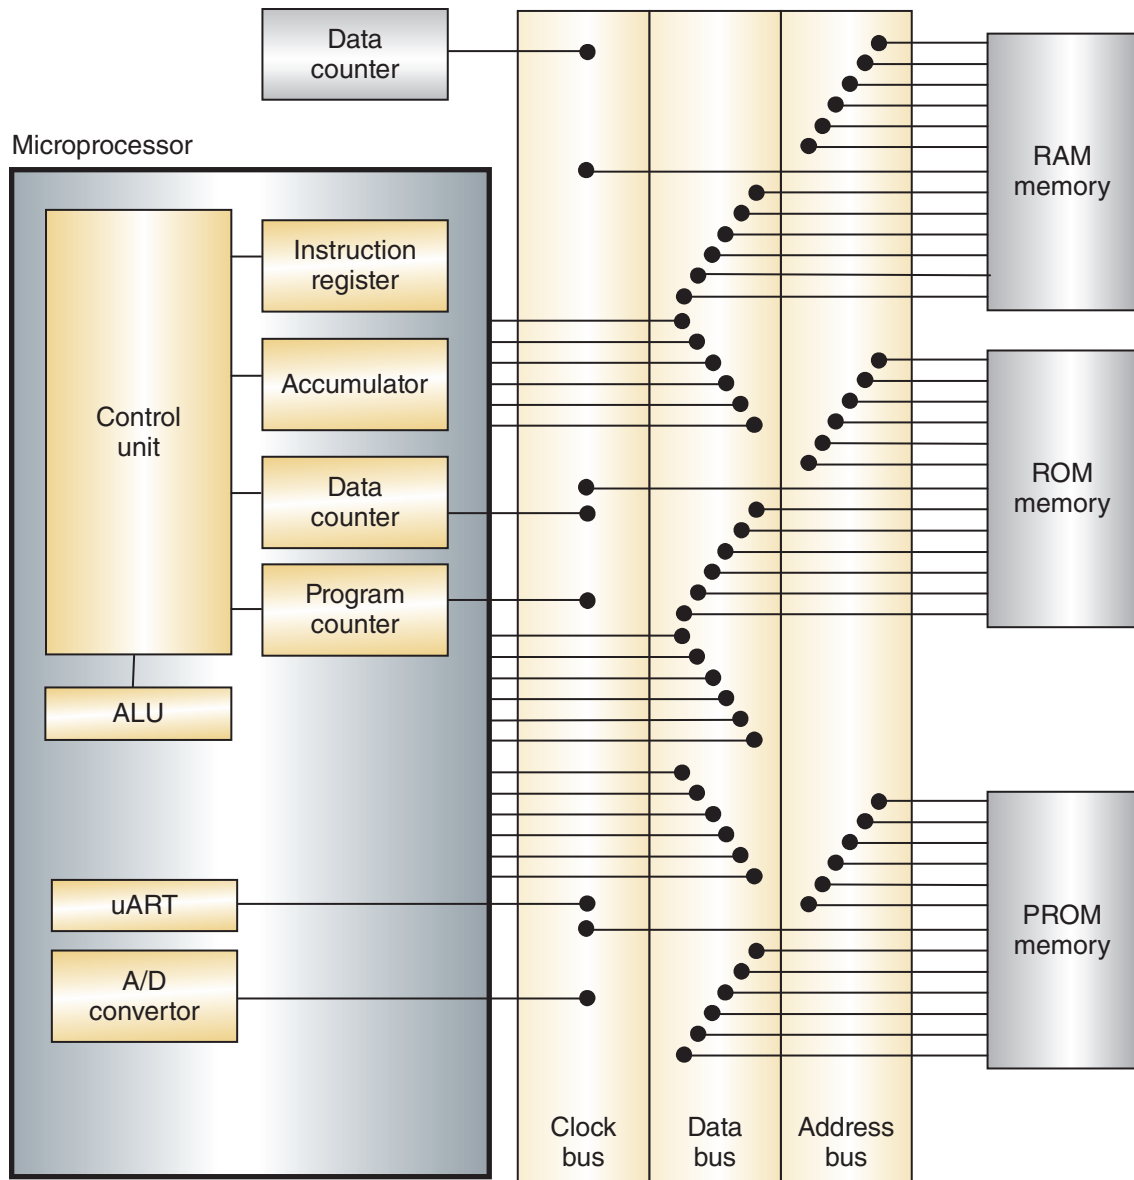 Data
counter
RAM
memory
Microprocessor
Instruction
register
Accumulator
Control
unit
Data
counter
Program
counter
ALU
ROM
memory
uART
A/D
convertor
PROM
memory
Clock
bus
Data
bus
Address
bus